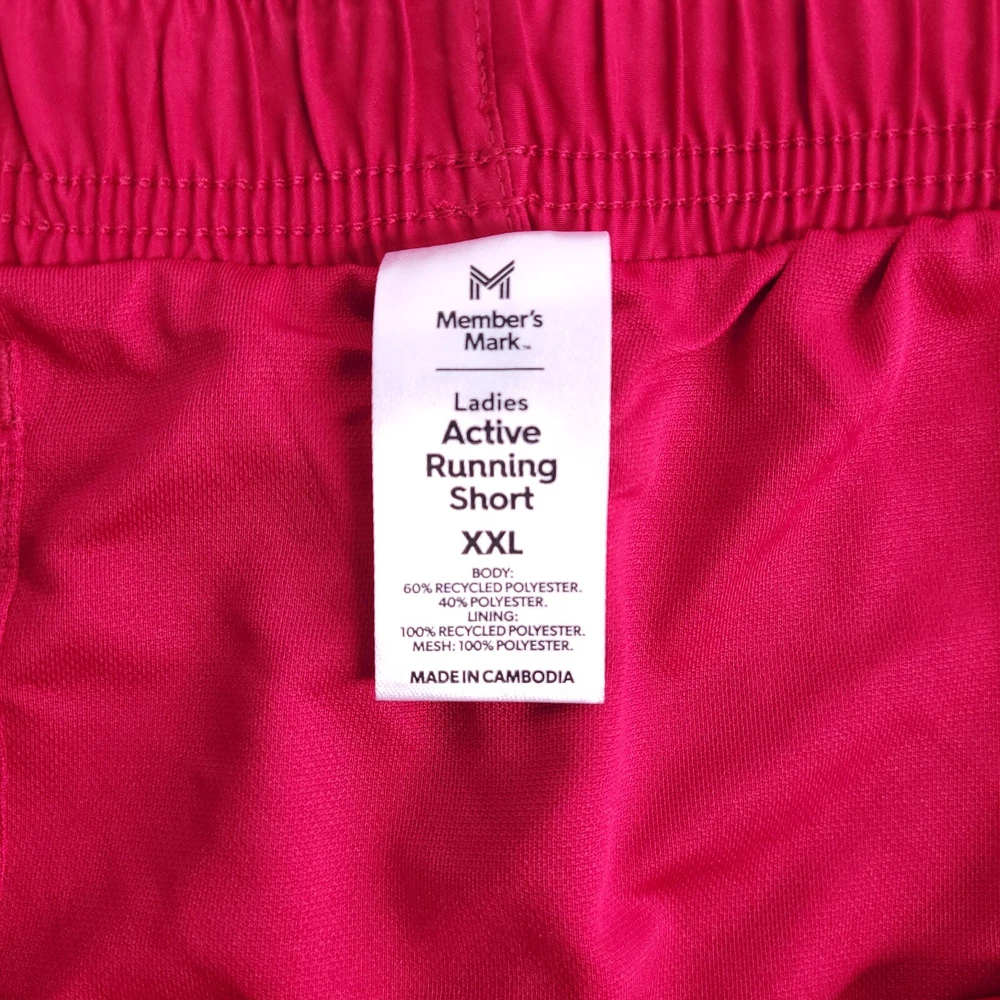 Member's
Mark™
Ladies
Active
Running
Short
XXL
BODY:
60% RECYCLED POLYESTER.
40% POLYESTER.
LINING:
100% RECYCLED POLYESTER.
MESH: 100% POLYESTER.
MADE IN CAMBODIA